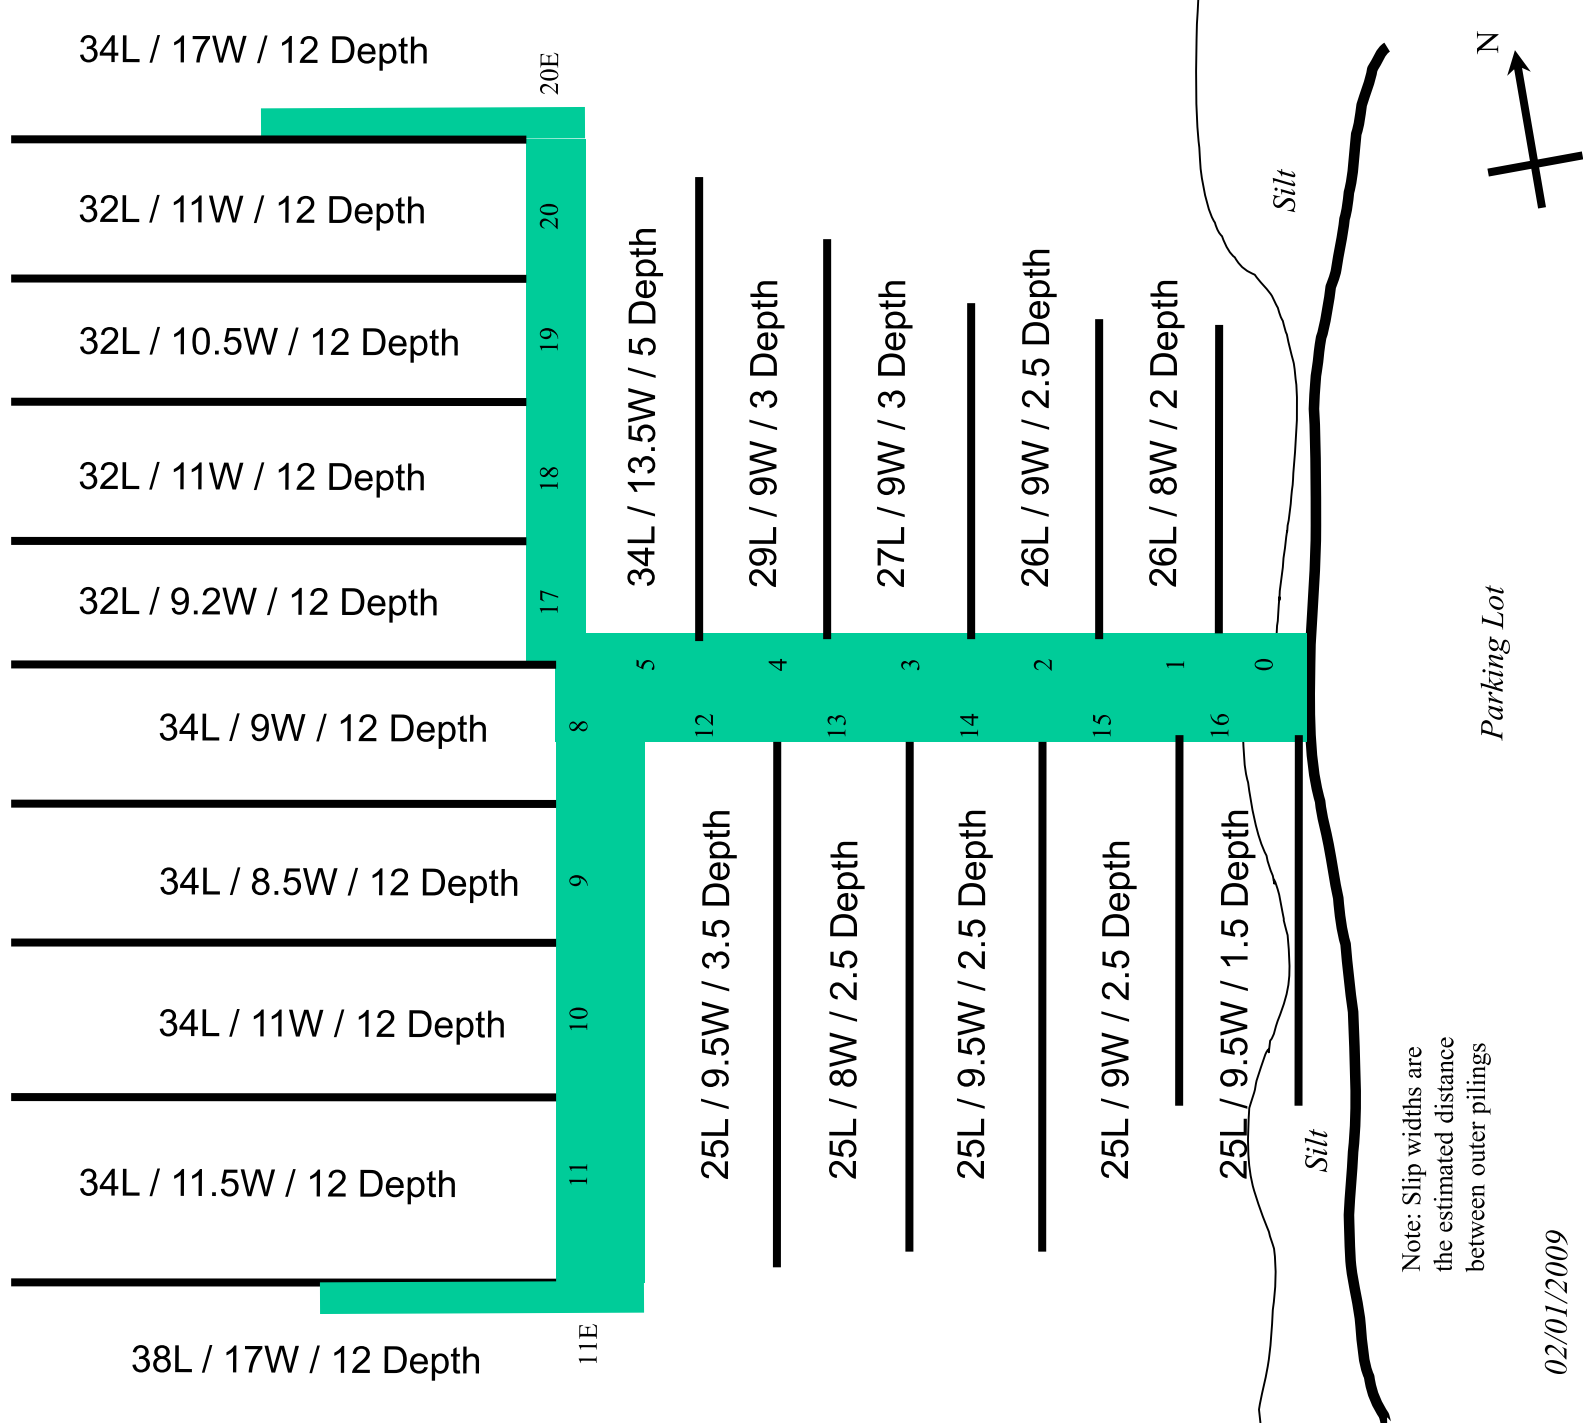 34L / 17W / 12 Depth
20E
N
32L / 11W / 12 Depth
20
Silt
32L / 10.5W / 12 Depth
19
32L / 11W / 12 Depth
18
32L / 9.2W / 12 Depth
17
34L / 13.5W / 5 Depth
29L / 9W / 3 Depth
27L / 9W / 3 Depth
26L / 9W / 2.5 Depth
26L / 8W / 2 Depth
5
4
3
2
1
0
Parking Lot
34L / 9W / 12 Depth
8
12
13
14
15
16
34L / 8.5W / 12 Depth
9
34L / 11W / 12 Depth
10
34L / 11.5W / 12 Depth
11
25L / 9.5W / 3.5 Depth
25L / 8W / 2.5 Depth
25L / 9.5W / 2.5 Depth
25L / 9W / 2.5 Depth
25L / 9.5W / 1.5 Depth
Silt
Note: Slip widths are
the estimated distance
between outer pilings
02/01/2009
38L / 17W / 12 Depth
11E